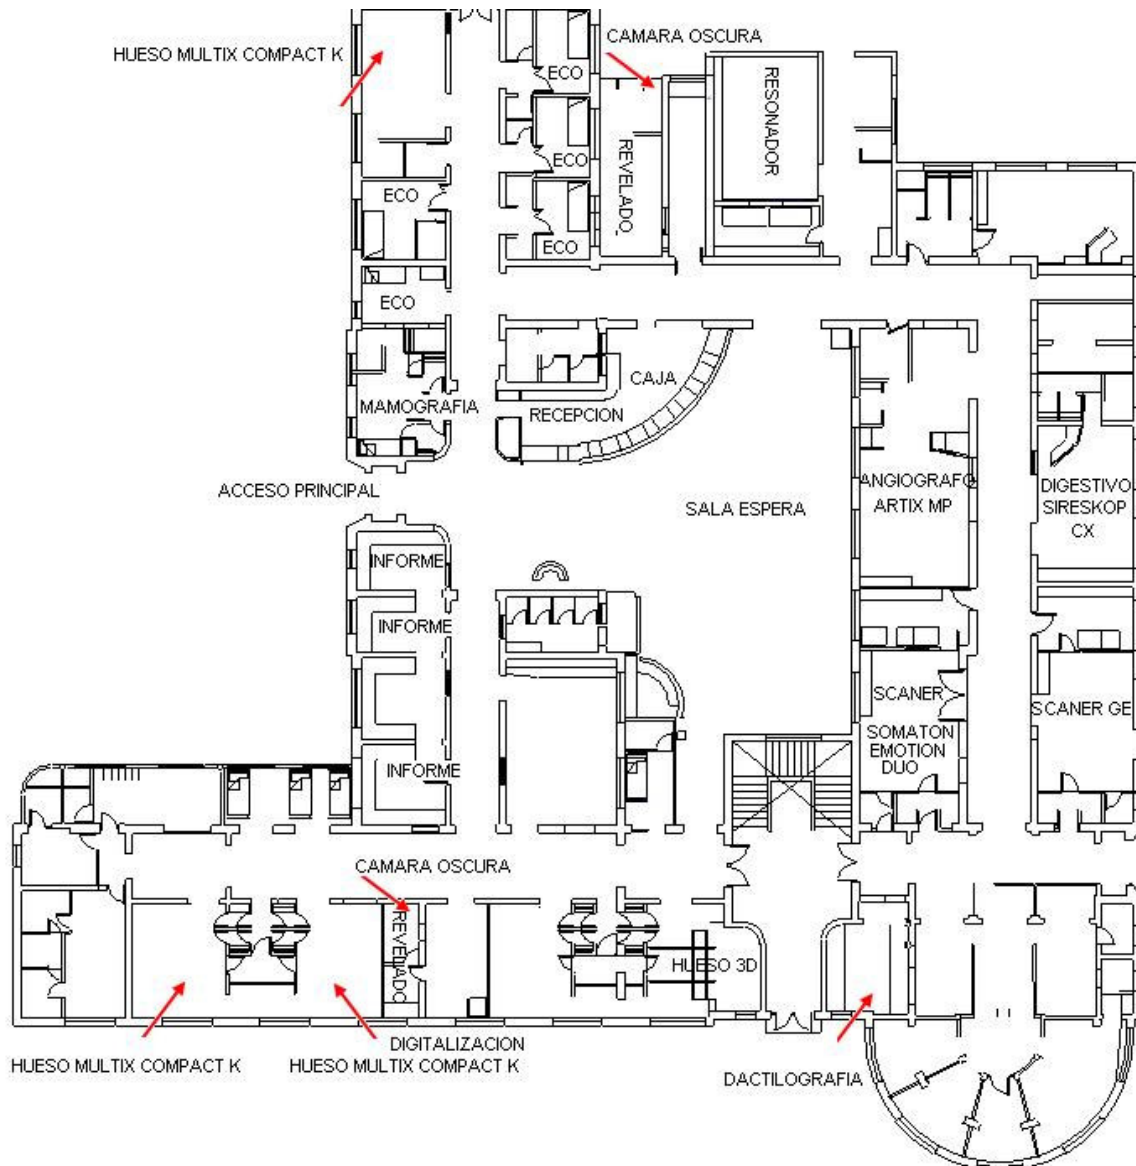 HUESO MULTIX COMPACT K
CAMARA OSCURA
ECO
RESONADOR
ECO
REVELADO
ECO
ECO
ECO
CAJA
MAMOGRAFIA
RECEPCION
ACCESO PRINCIPAL
SALA ESPERA
ANGIOGRAFO
ARTIX MP
DIGESTIVO
SIRESKOP
CX
INFORME
INFORME
SCANER
SOMATON
EMOTION
DUO
SCANER GE
INFORME
CAMARA OSCURA
REVELADO
HUESO 3D
DIGITALIZACION
HUESO MULTIX COMPACT K
HUESO MULTIX COMPACT K
DACTILOGRAFIA